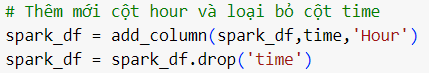 # Thêm mới cột hour và loại bỏ cột time
spark_df = add_column(spark_df,time,'Hour')
spark_df = spark_df.drop('time')